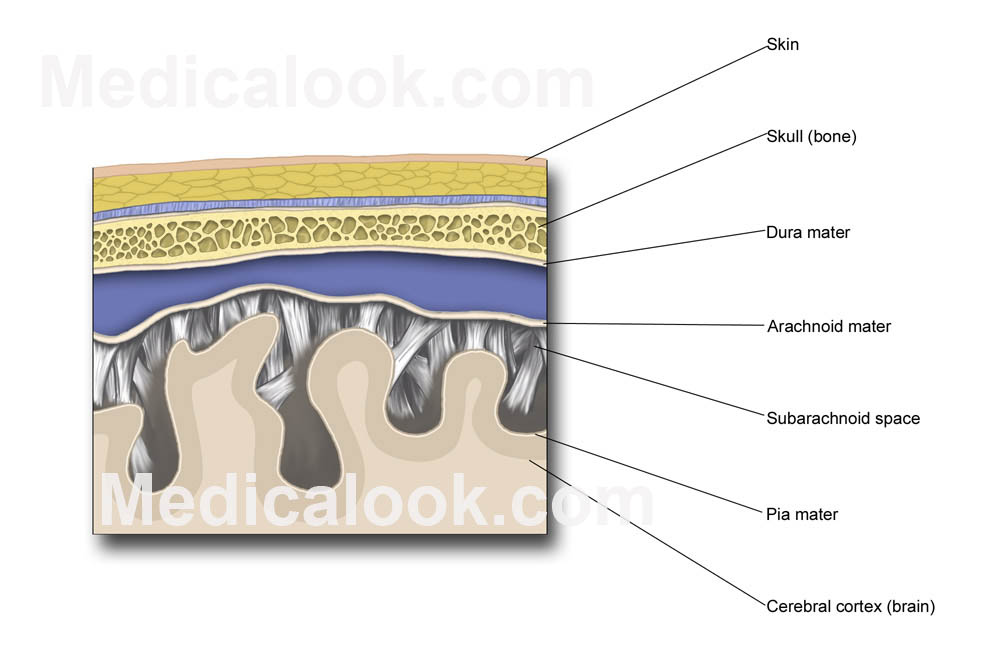 Medicalook.com
Skin
Skull (bone)
Dura mater
Arachnoid mater
Subarachnoid space
Medicalook.com
Pia mater
Cerebral cortex (brain)